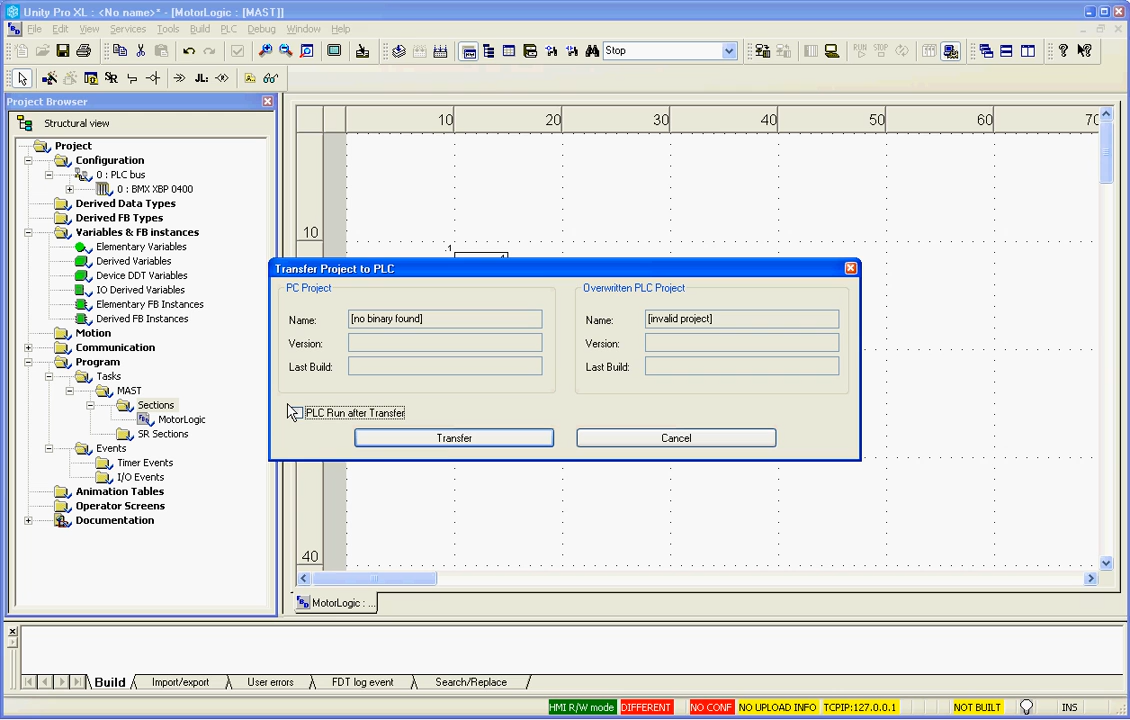 Unity Pro XL : <No name>* - [MotorLogic : [MAST]]
File Edit View Services Tools Build PLC Debug Window Help
Stop
RUN STOP
Project Browser
Structural view
Project
Configuration
0 : PLC bus
0 : BMX XBP 0400
Derived Data Types
Derived FB Types
Variables & FB instances
Elementary Variables
Derived Variables
Device DDT Variables
IO Derived Variables
Elementary FB Instances
Derived FB Instances
Motion
Communication
Program
Tasks
MAST
Sections
MotorLogic
SR Sections
Events
Timer Events
I/O Events
Animation Tables
Operator Screens
Documentation
10 20 30 40 50 60 70
10
.1
40
Transfer Project to PLC
PC Project
Name: [no binary found]
Version:
Last Build:
Overwritten PLC Project
Name: [invalid project]
Version:
Last Build:
PLC Run after Transfer
Transfer Cancel
MotorLogic : ...
Build Import/export User errors FDT log event Search/Replace
HMI R/W mode DIFFERENT NO CONF NO UPLOAD INFO TCPIP:127.0.0.1 NOT BUILT INS